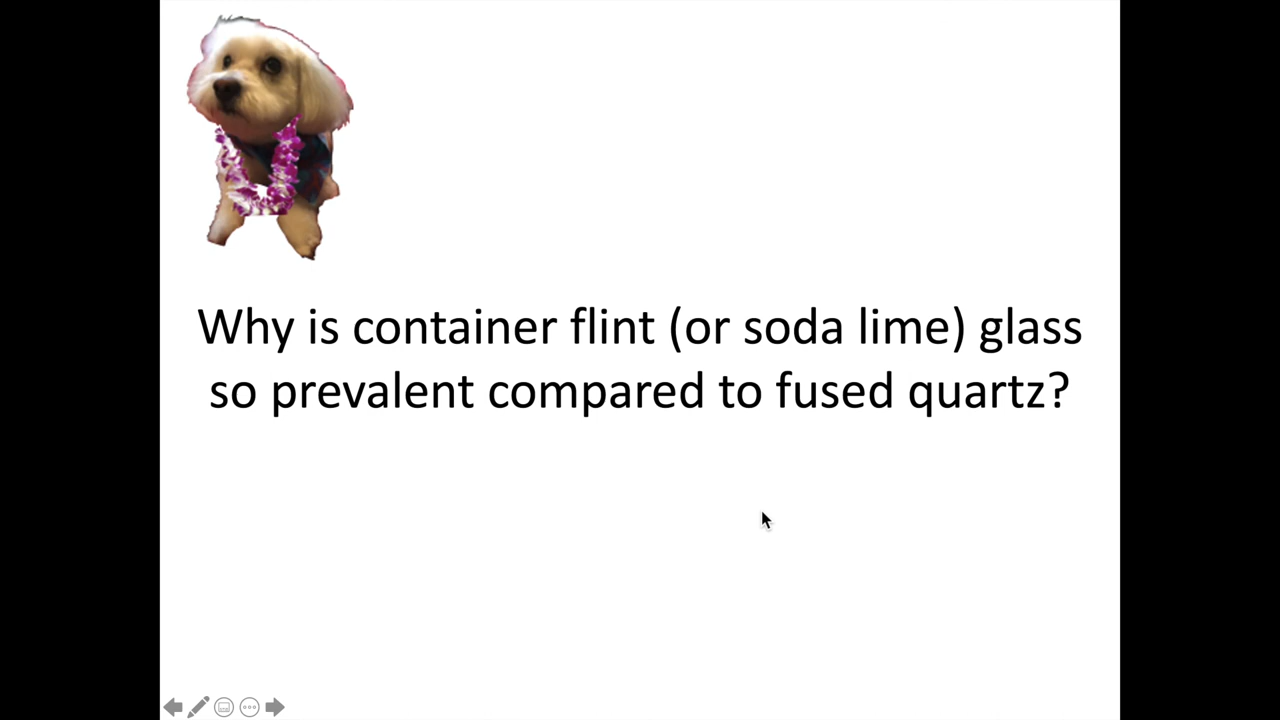 Why is container flint (or soda lime) glass
so prevalent compared to fused quartz?